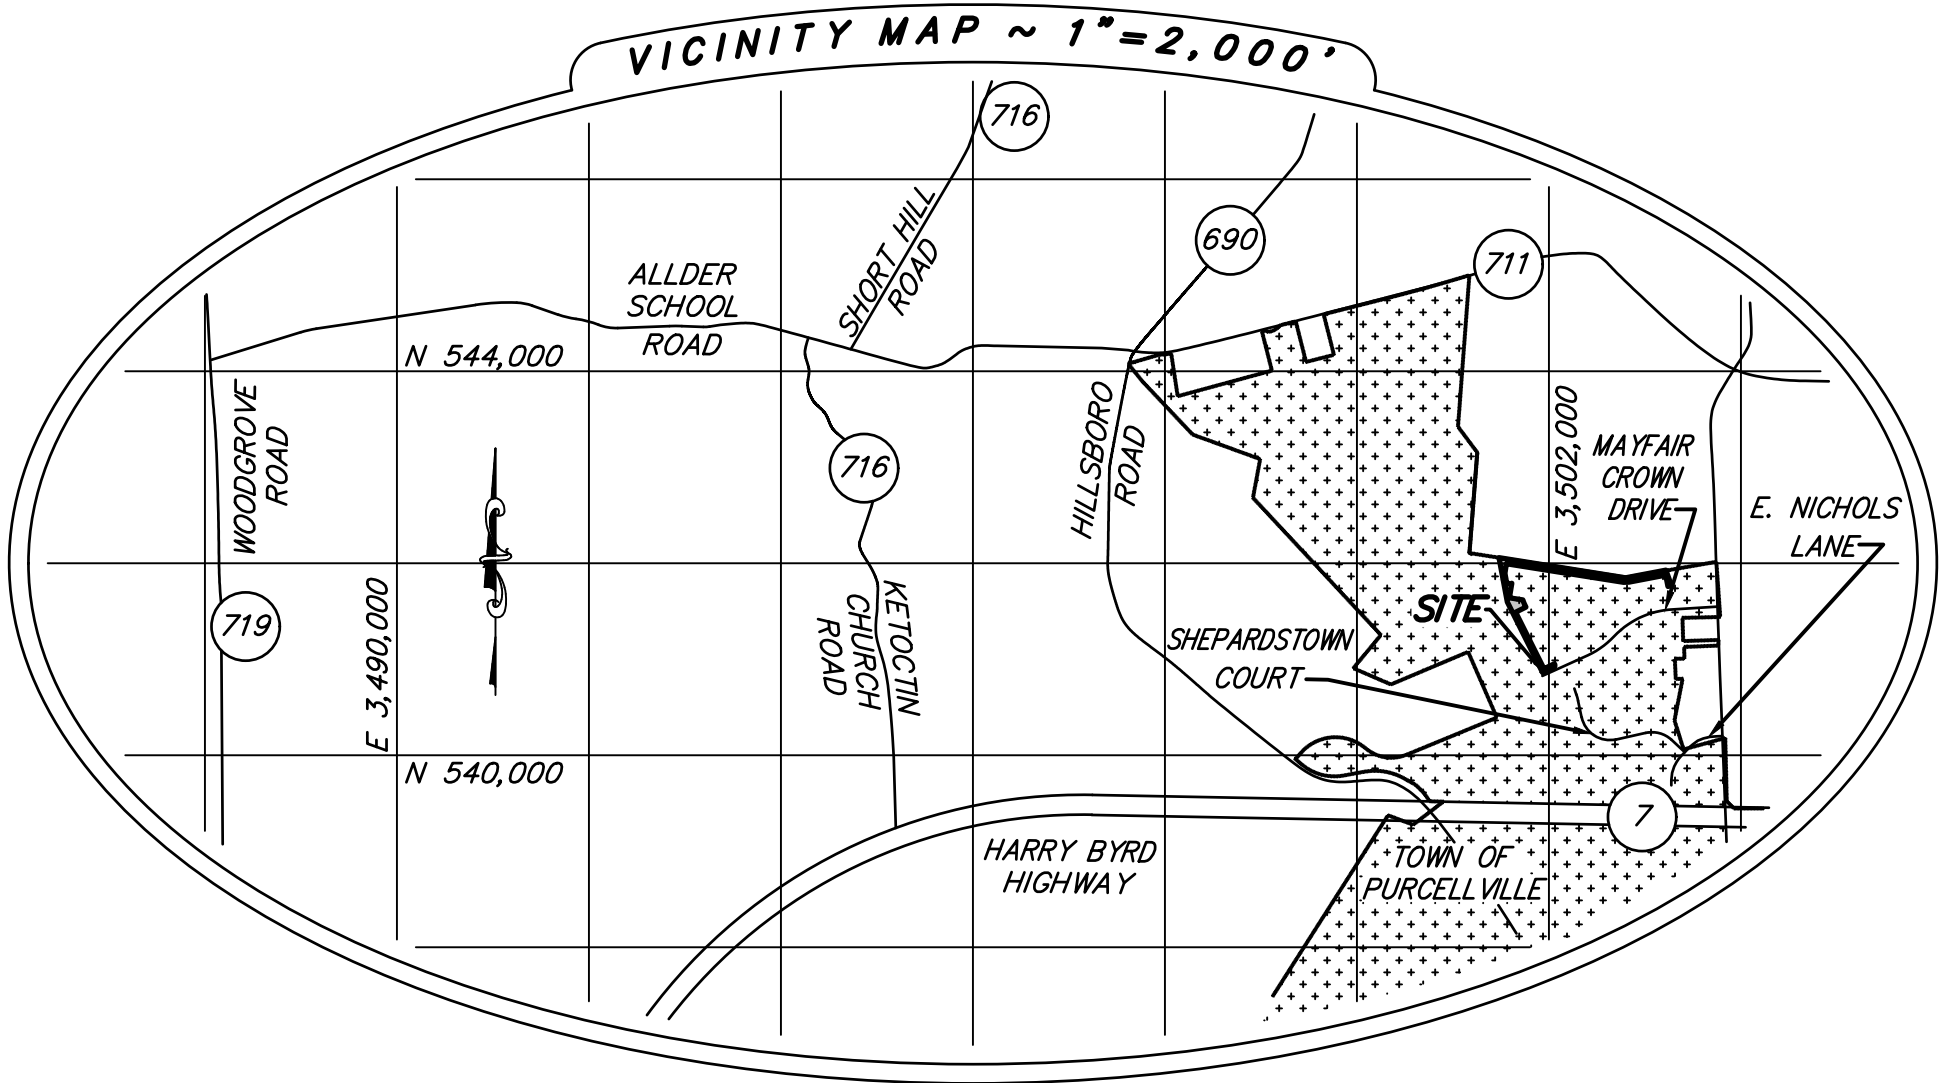 VICINITY MAP ~ 1"=2,000'
716
SHORT HILL
ROAD
690
711
ALLDER
SCHOOL
ROAD
N 544,000
WOODGROVE
ROAD
716
HILLSBORO
ROAD
E 3,502,000
MAYFAIR
CROWN
DRIVE
E. NICHOLS
LANE
719
E 3,490,000
KETOCTIN
CHURCH
ROAD
SITE
SHEPARDSTOWN
COURT
N 540,000
7
HARRY BYRD
HIGHWAY
TOWN OF
PURCELLVILLE